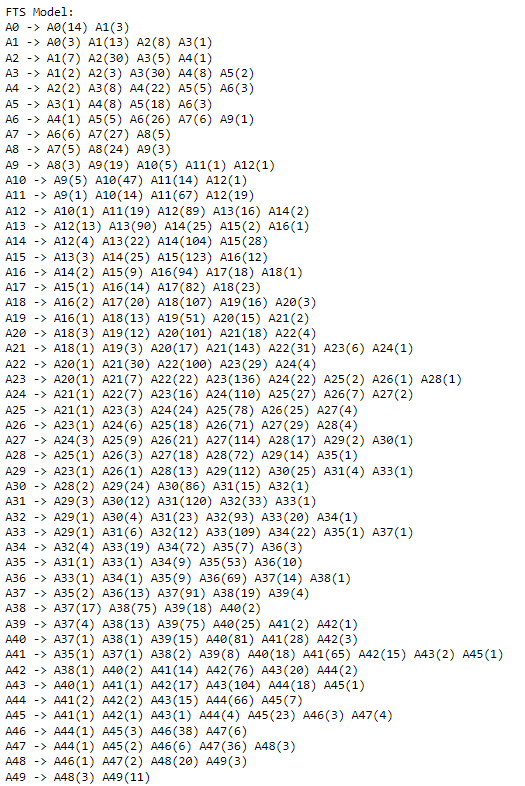 FTS Model:
A0 -> A0(14) A1(3)
A1 -> A0(3) A1(13) A2(8) A3(1)
A2 -> A1(7) A2(30) A3(5) A4(1)
A3 -> A1(2) A2(3) A3(30) A4(8) A5(2)
A4 -> A2(2) A3(8) A4(22) A5(5) A6(3)
A5 -> A3(1) A4(8) A5(18) A6(3)
A6 -> A4(1) A5(5) A6(26) A7(6) A9(1)
A7 -> A6(6) A7(27) A8(5)
A8 -> A7(5) A8(24) A9(3)
A9 -> A8(3) A9(19) A10(5) A11(1) A12(1)
A10 -> A9(5) A10(47) A11(14) A12(1)
A11 -> A9(1) A10(14) A11(67) A12(19)
A12 -> A10(1) A11(19) A12(89) A13(16) A14(2)
A13 -> A12(13) A13(90) A14(25) A15(2) A16(1)
A14 -> A12(4) A13(22) A14(104) A15(28)
A15 -> A13(3) A14(25) A15(123) A16(12)
A16 -> A14(2) A15(9) A16(94) A17(18) A18(1)
A17 -> A15(1) A16(14) A17(82) A18(23)
A18 -> A16(2) A17(20) A18(107) A19(16) A20(3)
A19 -> A16(1) A18(13) A19(51) A20(15) A21(2)
A20 -> A18(3) A19(12) A20(101) A21(18) A22(4)
A21 -> A18(1) A19(3) A20(17) A21(143) A22(31) A23(6) A24(1)
A22 -> A20(1) A21(30) A22(100) A23(29) A24(4)
A23 -> A20(1) A21(7) A22(22) A23(136) A24(22) A25(2) A26(1) A28(1)
A24 -> A21(1) A22(7) A23(16) A24(110) A25(27) A26(7) A27(2)
A25 -> A21(1) A23(3) A24(24) A25(78) A26(25) A27(4)
A26 -> A23(1) A24(6) A25(18) A26(71) A27(29) A28(4)
A27 -> A24(3) A25(9) A26(21) A27(114) A28(17) A29(2) A30(1)
A28 -> A25(1) A26(3) A27(18) A28(72) A29(14) A35(1)
A29 -> A23(1) A26(1) A28(13) A29(112) A30(25) A31(4) A33(1)
A30 -> A28(2) A29(24) A30(86) A31(15) A32(1)
A31 -> A29(3) A30(12) A31(120) A32(33) A33(1)
A32 -> A29(1) A30(4) A31(23) A32(93) A33(20) A34(1)
A33 -> A29(1) A31(6) A32(12) A33(109) A34(22) A35(1) A37(1)
A34 -> A32(4) A33(19) A34(72) A35(7) A36(3)
A35 -> A31(1) A33(1) A34(9) A35(53) A36(10)
A36 -> A33(1) A34(1) A35(9) A36(69) A37(14) A38(1)
A37 -> A35(2) A36(13) A37(91) A38(19) A39(4)
A38 -> A37(17) A38(75) A39(18) A40(2)
A39 -> A37(4) A38(13) A39(75) A40(25) A41(2) A42(1)
A40 -> A37(1) A38(1) A39(15) A40(81) A41(28) A42(3)
A41 -> A35(1) A37(1) A38(2) A39(8) A40(18) A41(65) A42(15) A43(2) A45(1)
A42 -> A38(1) A40(2) A41(14) A42(76) A43(20) A44(2)
A43 -> A40(1) A41(1) A42(17) A43(104) A44(18) A45(1)
A44 -> A41(2) A42(2) A43(15) A44(66) A45(7)
A45 -> A41(1) A42(1) A43(1) A44(4) A45(23) A46(3) A47(4)
A46 -> A44(1) A45(3) A46(38) A47(6)
A47 -> A44(1) A45(2) A46(6) A47(36) A48(3)
A48 -> A46(1) A47(2) A48(20) A49(3)
A49 -> A48(3) A49(11)